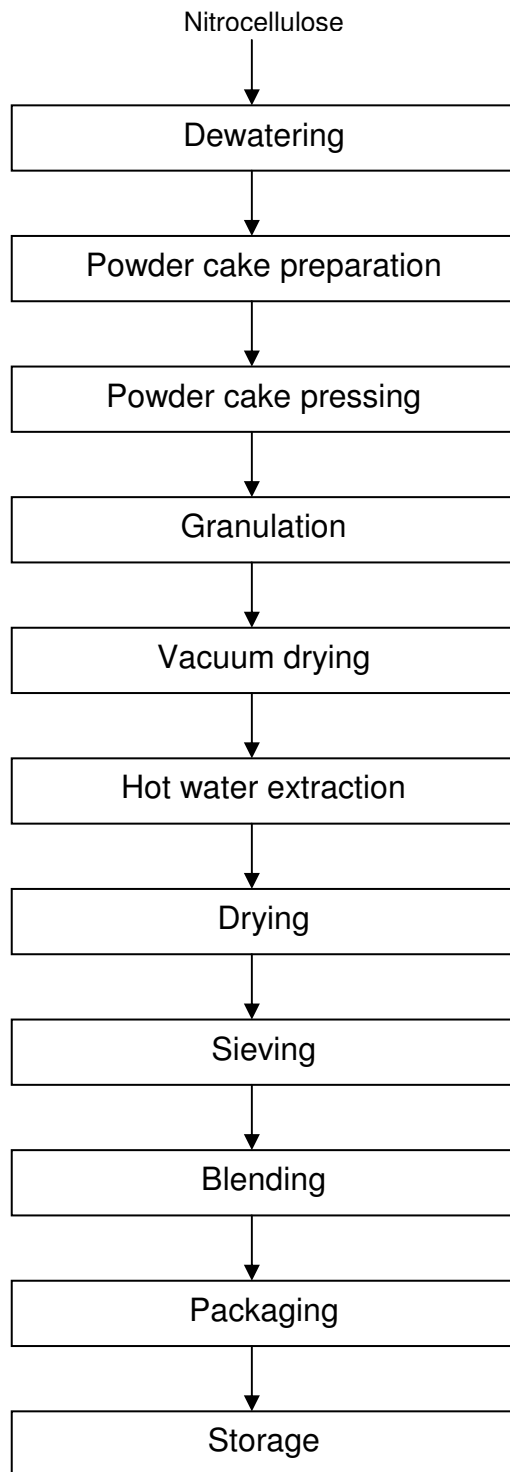 Nitrocellulose
Dewatering
Powder cake preparation
Powder cake pressing
Granulation
Vacuum drying
Hot water extraction
Drying
Sieving
Blending
Packaging
Storage